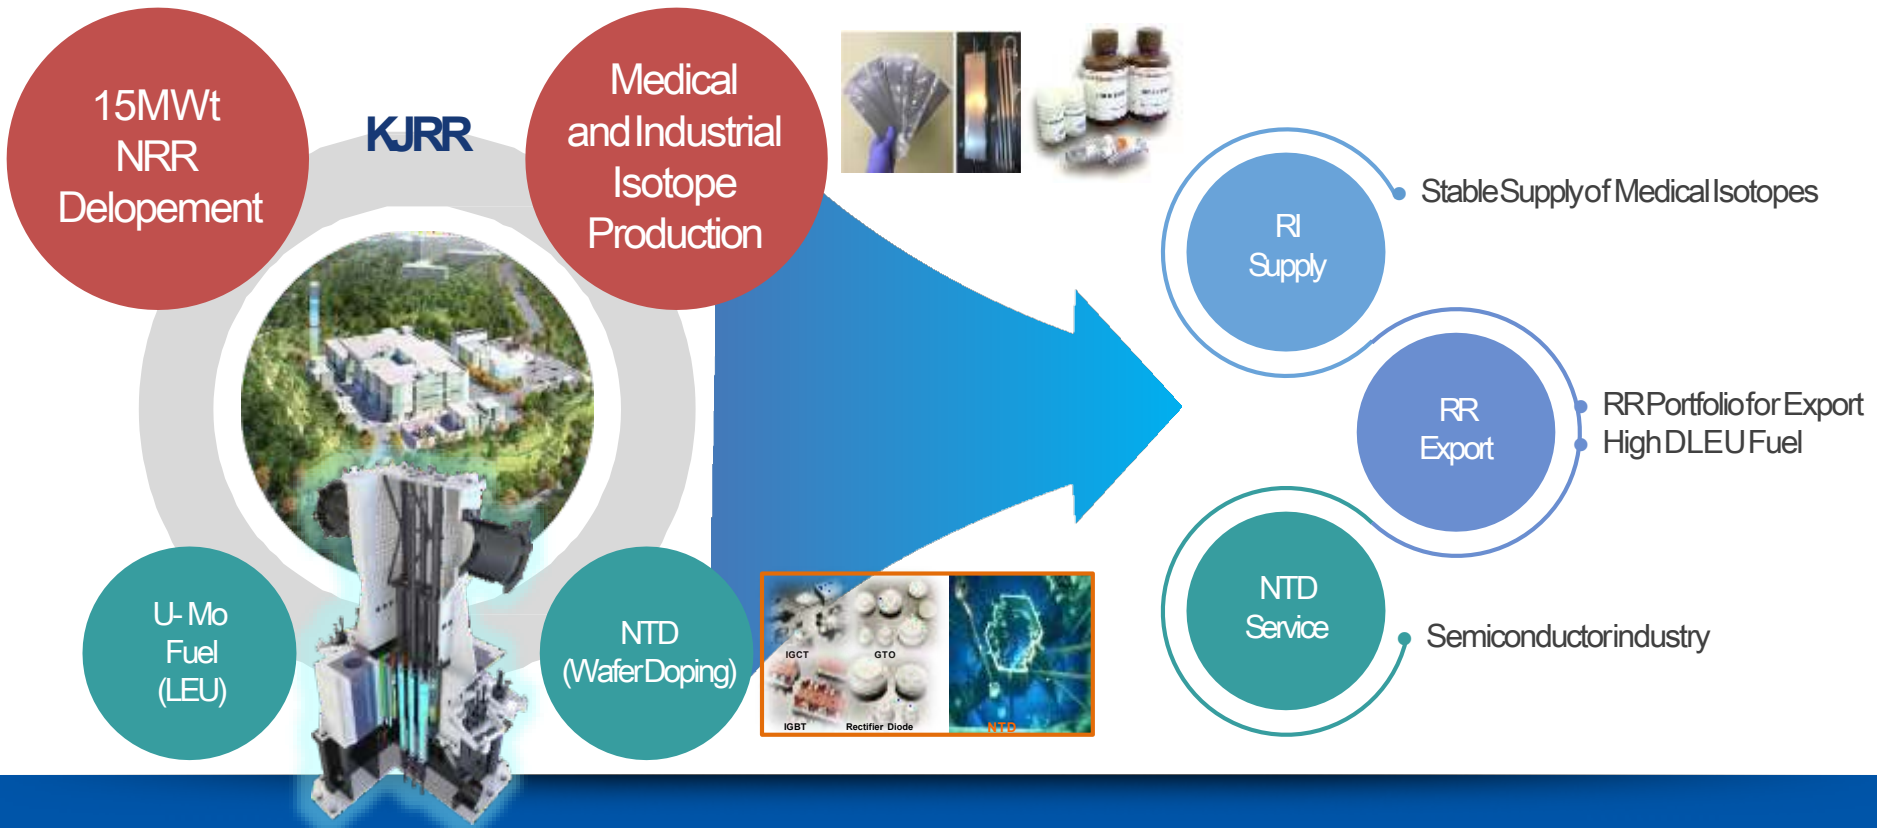 15MWt
NRR
Delopement
KJRR
Medical
and Industrial
Isotope
Production
U- Mo
Fuel
(LEU)
NTD
(Wafer Doping)
IGCT
GTO
IGBT
Rectifier Diode
NTD
RI
Supply
Stable Supply of Medical Isotopes
RR
Export
RR Portfolio for Export
High D LEU Fuel
NTD
Service
Semiconductor industry